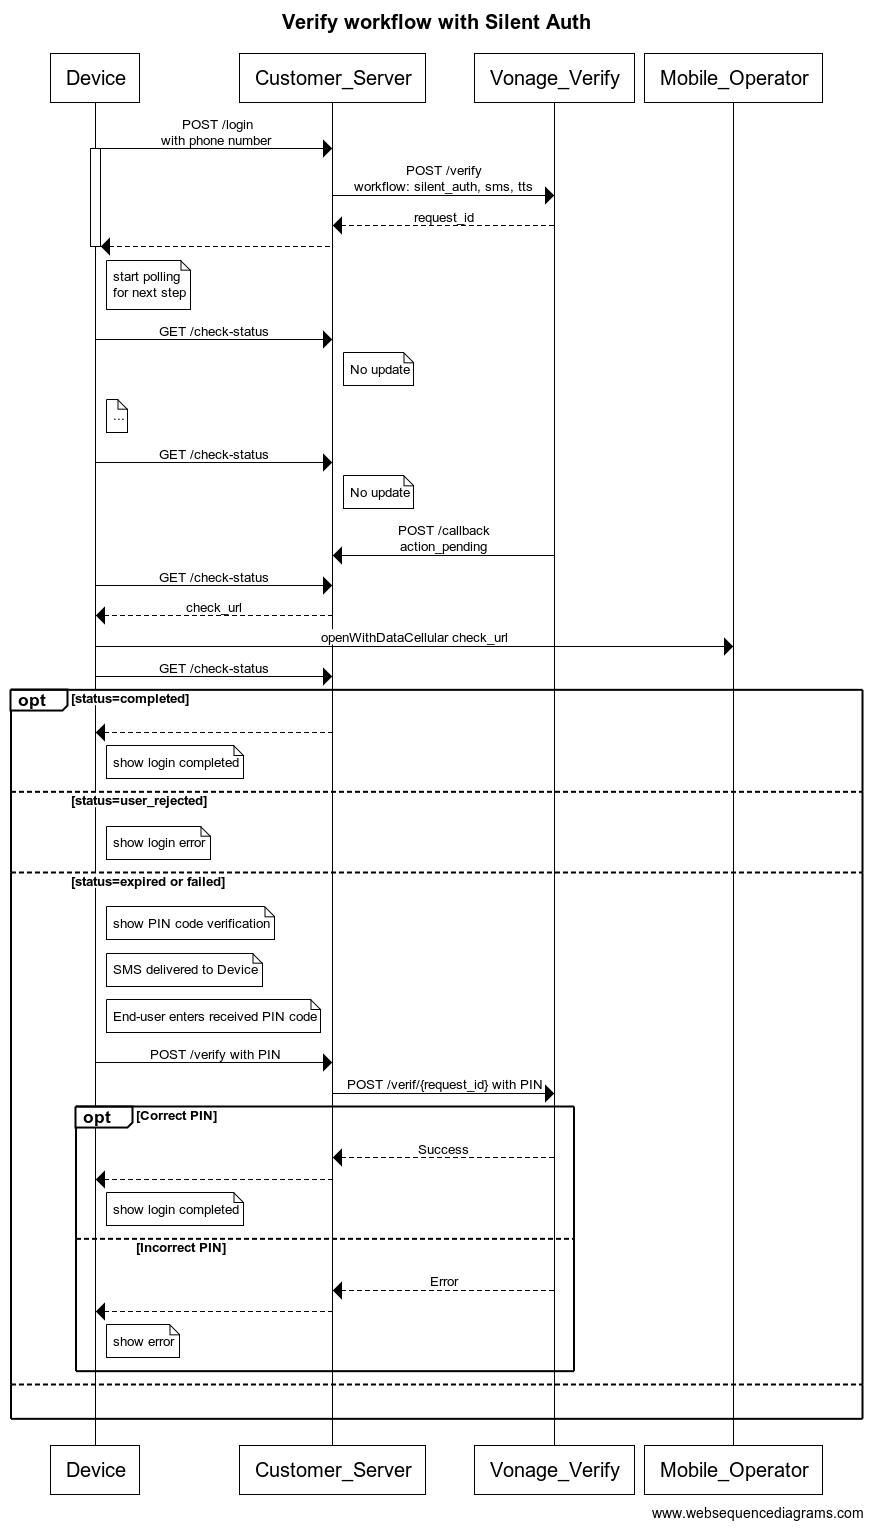 Verify workflow with Silent Auth
Device
Customer_Server
Vonage_Verify
Mobile_Operator
POST /login
with phone number
POST /verify
workflow: silent_auth, sms, tts
request_id
start polling
for next step
GET /check-status
No update
...
GET /check-status
No update
POST /callback
action_pending
GET /check-status
check_url
openWithDataCellular check_url
GET /check-status
opt
[status=completed]
show login completed
[status=user_rejected]
show login error
[status=expired or failed]
show PIN code verification
SMS delivered to Device
End-user enters received PIN code
POST /verify with PIN
POST /verif/{request_id} with PIN
opt
[Correct PIN]
Success
show login completed
[Incorrect PIN]
Error
show error
Device
Customer_Server
Vonage_Verify
Mobile_Operator
www.websequencediagrams.com